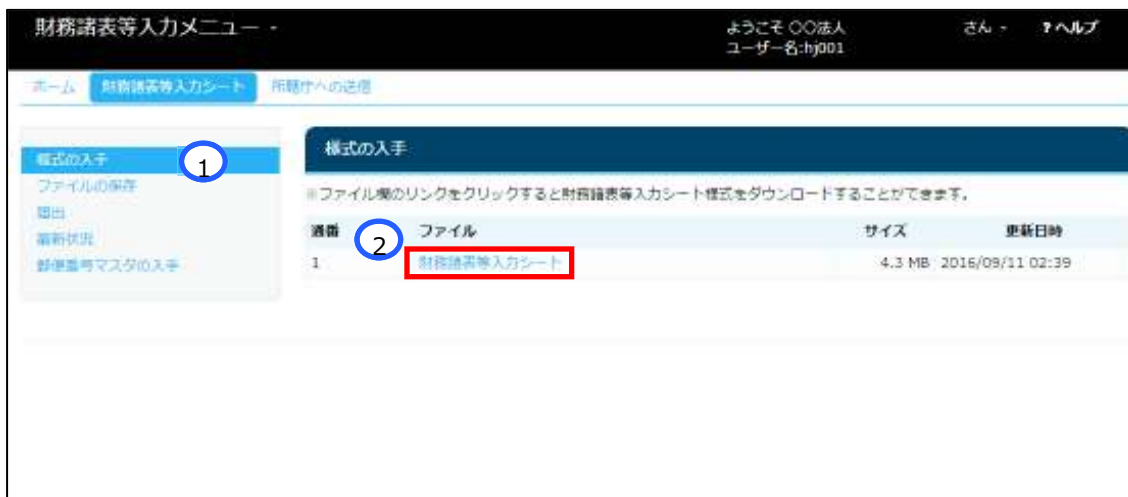 財務諸表等入力メニュー -
ようこそ 〇〇法人 さん - ?ヘルプ
ユーザー名:hj001
ホーム 財務諸表等入力シート 所轄庁への送信
様式の入手 1
ファイルの保存
届出
最新状況
郵便番号マスタの入手
様式の入手
※ファイル欄のリンクをクリックすると財務諸表等入力シート様式をダウンロードすることができます。
通番 2 ファイル サイズ 更新日時
1 財務諸表等入力シート 4.3 MB 2016/09/11 02:39